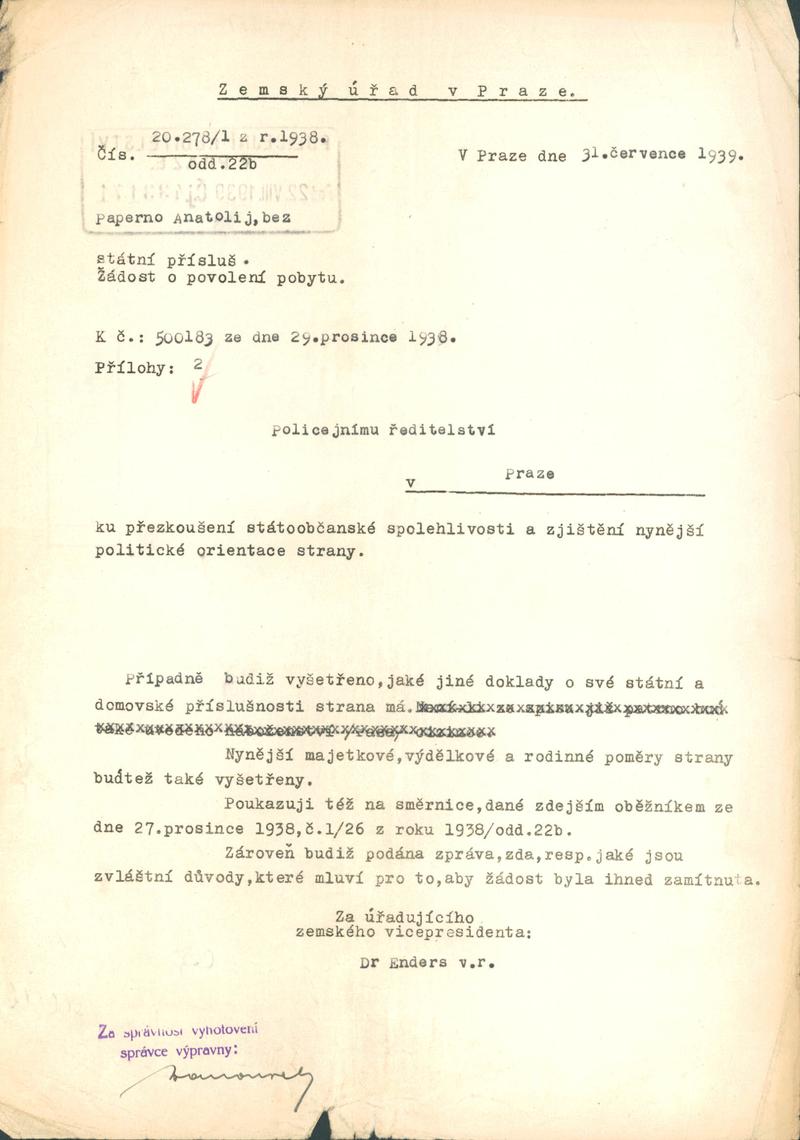 Zemský úřad v Praze.
Čís. 20.278/1 z r.1938.
odd.22b
V Praze dne 31.července 1939.
22.VIII.1939
Paperno Anatolij,bez
státní přísluš.
Žádost o povolení pobytu.
K č.: 500183 ze dne 29.prosince 1938.
Přílohy: 2
Policejnímu ředitelství
v Praze
ku přezkoušení státoobčanské spolehlivosti a zjištění nynější
politické orientace strany.
Případně budiž vyšetřeno,jaké jiné doklady o své státní a
domovské příslušnosti strana má.
Nynější majetkové,výdělkové a rodinné poměry strany
budtež také vyšetřeny.
Poukazuji též na směrnice,dané zdejším oběžníkem ze
dne 27.prosince 1938,č.1/26 z roku 1938/odd.22b.
Zároveň budiž podána zpráva,zda,resp.jaké jsou
zvláštní důvody,které mluví pro to,aby žádost byla ihned zamítnuta.
Za úřadujícího
zemského vicepresidenta:
Dr Enders v.r.
Za správnost vyhotovení
správce výpravny: